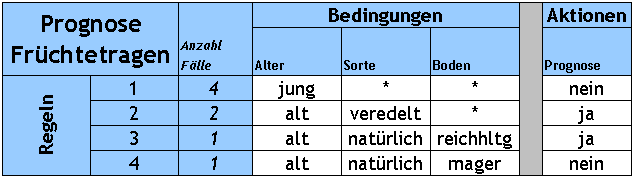 Prognose Früchtetragen Anzahl Fälle Bedingungen Aktionen
Alter Sorte Boden Prognose
Regeln
1 4 jung * * nein
2 2 alt veredelt * ja
3 1 alt natürlich reichhltg ja
4 1 alt natürlich mager nein